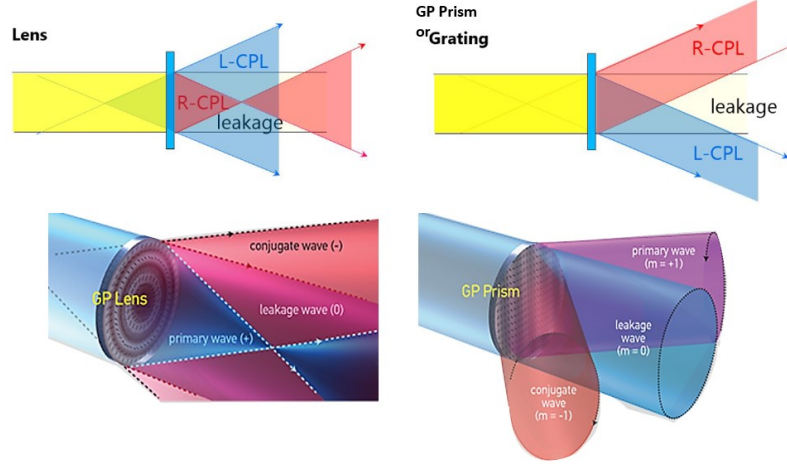 Lens
L-CPL
R-CPL
leakage
GP Prism
or Grating
R-CPL
leakage
L-CPL
conjugate wave (-)
GP Lens
leakage wave (0)
primary wave (+)
primary wave
(m = +1)
GP Prism
leakage
wave
(m = 0)
conjugate
wave
(m = -1)